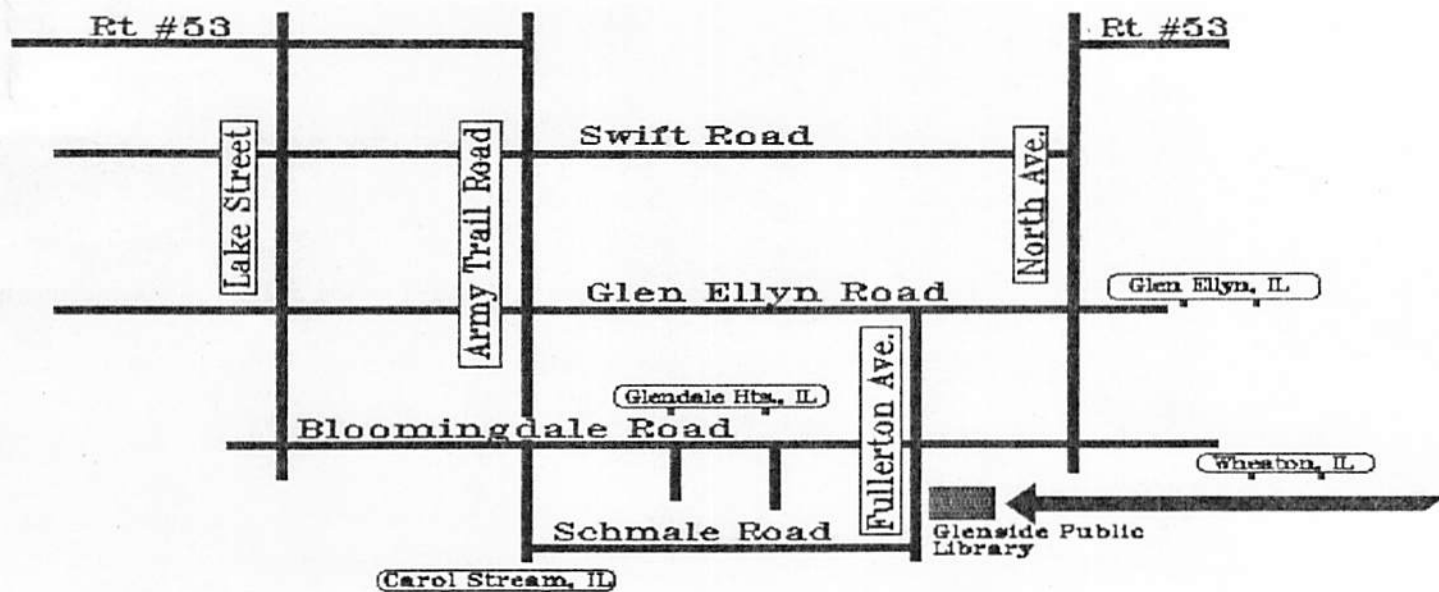 Rt #53
Rt #53
Swift Road
Lake Street
Army Trail Road
North Ave.
Glen Ellyn, IL
Glen Ellyn Road
Fullerton Ave.
Glendale Hts., IL
Bloomingdale Road
Wheaton, IL
Schmale Road
Glenside Public
Library
Carol Stream, IL